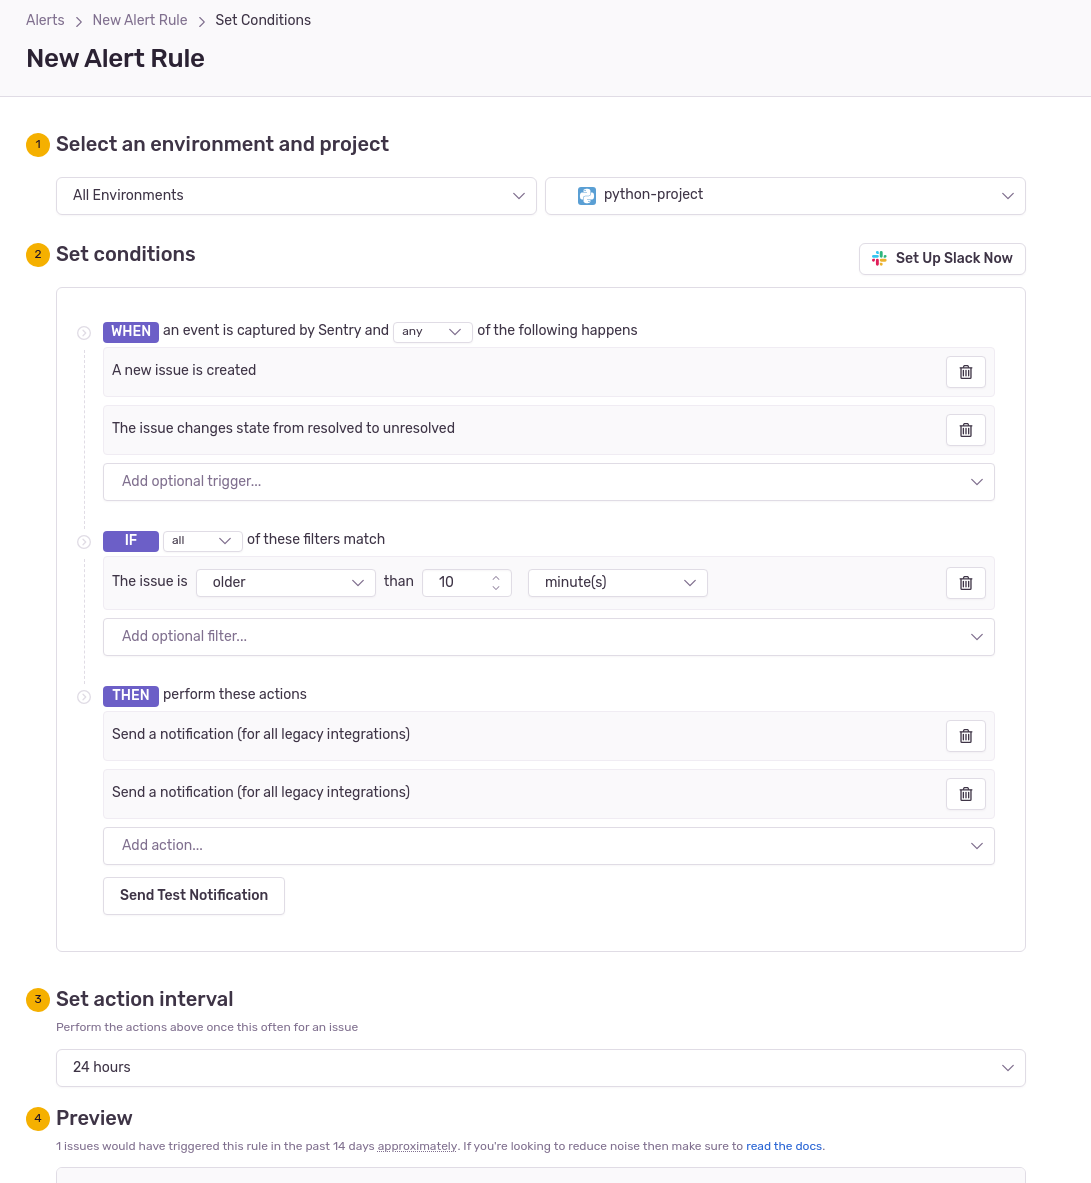 Alerts > New Alert Rule > Set Conditions
New Alert Rule
1 Select an environment and project
All Environments python-project
2 Set conditions Set Up Slack Now
WHEN an event is captured by Sentry and any of the following happens
A new issue is created
The issue changes state from resolved to unresolved
Add optional trigger...
IF all of these filters match
The issue is older than 10 minute(s)
Add optional filter...
THEN perform these actions
Send a notification (for all legacy integrations)
Send a notification (for all legacy integrations)
Add action...
Send Test Notification
3 Set action interval
Perform the actions above once this often for an issue
24 hours
4 Preview
1 issues would have triggered this rule in the past 14 days approximately. If you're looking to reduce noise then make sure to read the docs.